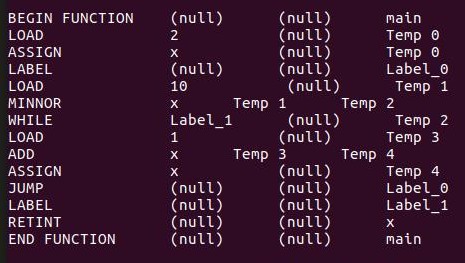 BEGIN FUNCTION (null) (null) main
LOAD 2 (null) Temp 0
ASSIGN x (null) Temp 0
LABEL (null) (null) Label_0
LOAD 10 (null) Temp 1
MINNOR x Temp 1 Temp 2
WHILE Label_1 (null) Temp 2
LOAD 1 (null) Temp 3
ADD x Temp 3 Temp 4
ASSIGN x (null) Temp 4
JUMP (null) (null) Label_0
LABEL (null) (null) Label_1
RETINT (null) (null) x
END FUNCTION (null) (null) main